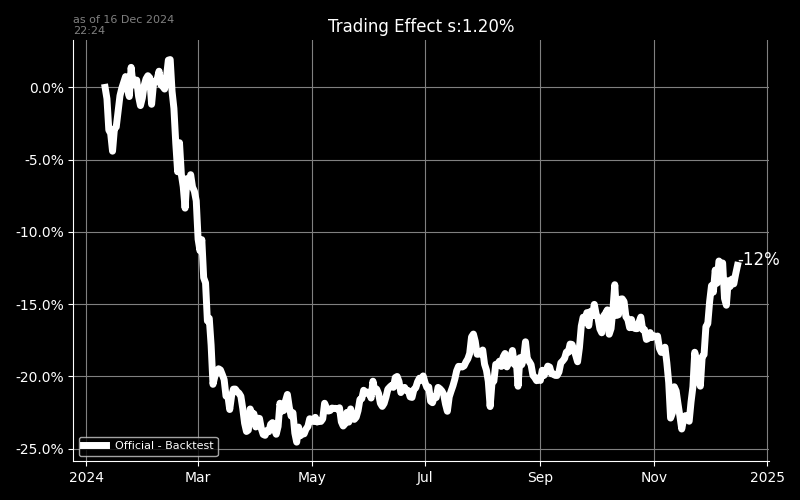 as of 16 Dec 2024
22:24
Trading Effect s:1.20%
0.0%
-5.0%
-10.0%
-12%
-15.0%
-20.0%
-25.0%
Official - Backtest
2024 Mar May Jul Sep Nov 2025